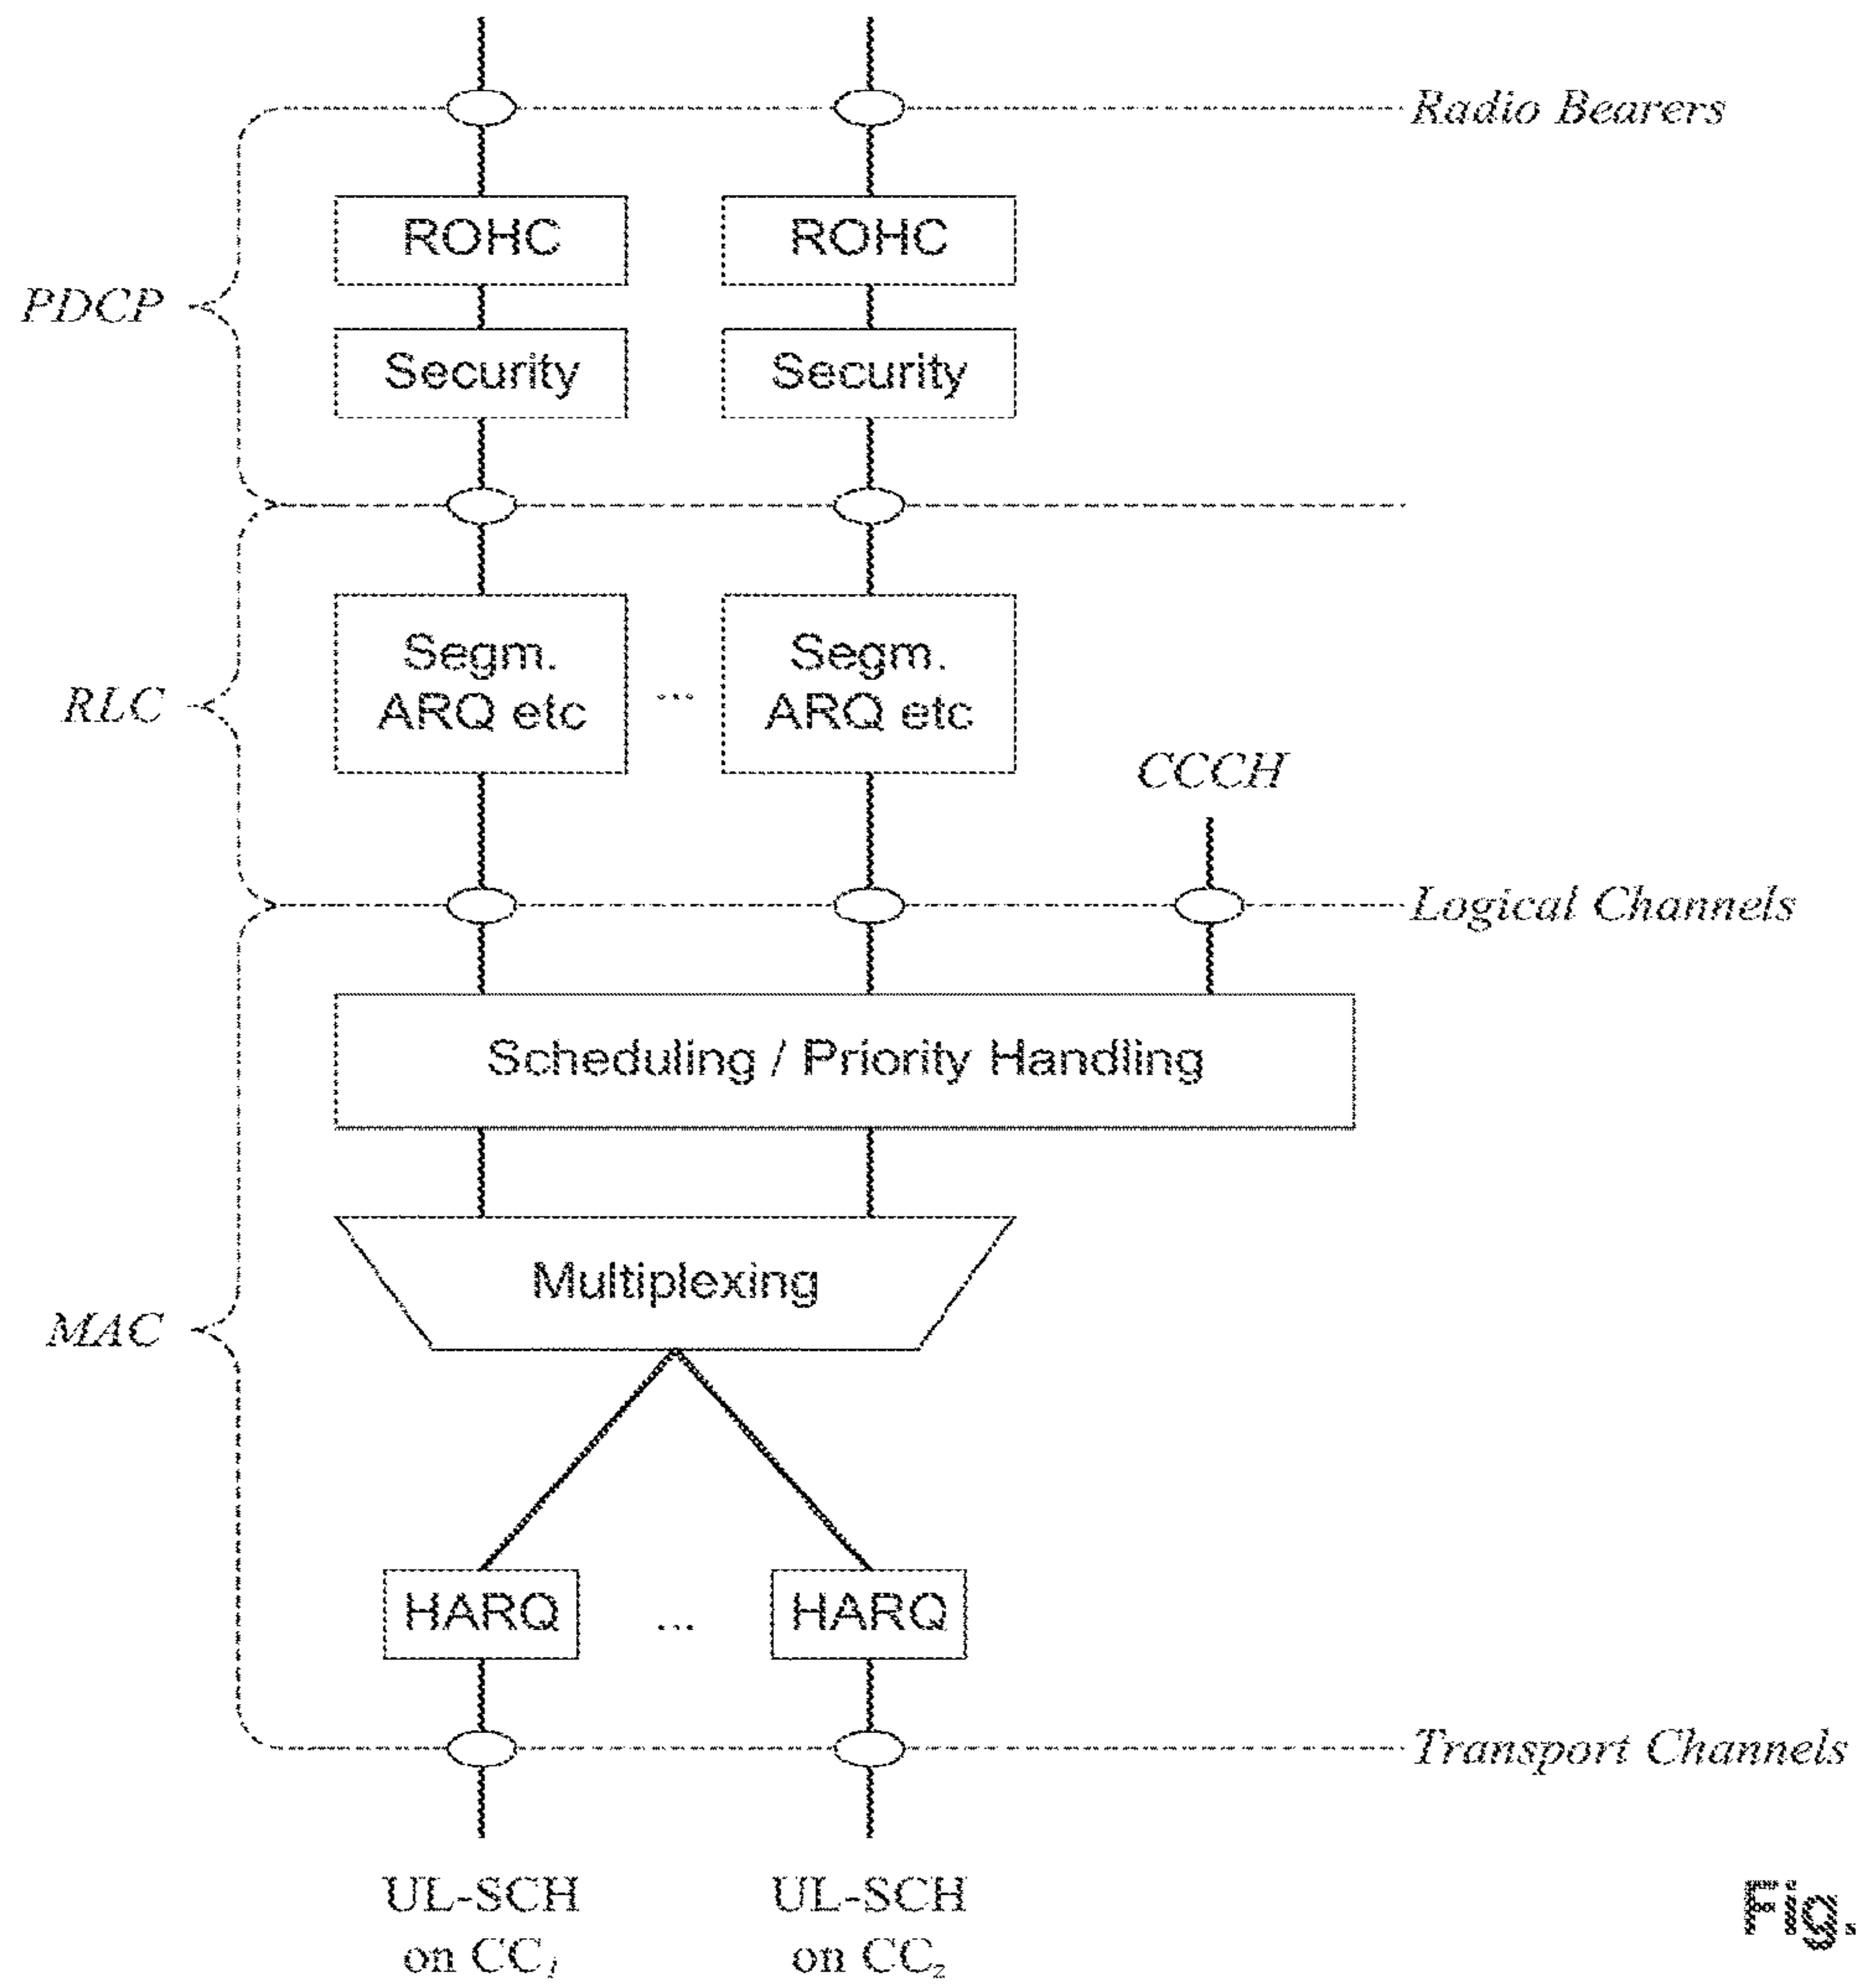 Radio Bearers
ROHC
ROHC
PDCP
Security
Security
Segm.
ARQ etc
...
Segm.
ARQ etc
RLC
CCCH
Logical Channels
Scheduling / Priority Handling
Multiplexing
MAC
HARQ
...
HARQ
Transport Channels
UL-SCH
on CC1
UL-SCH
on CCz
Fig.